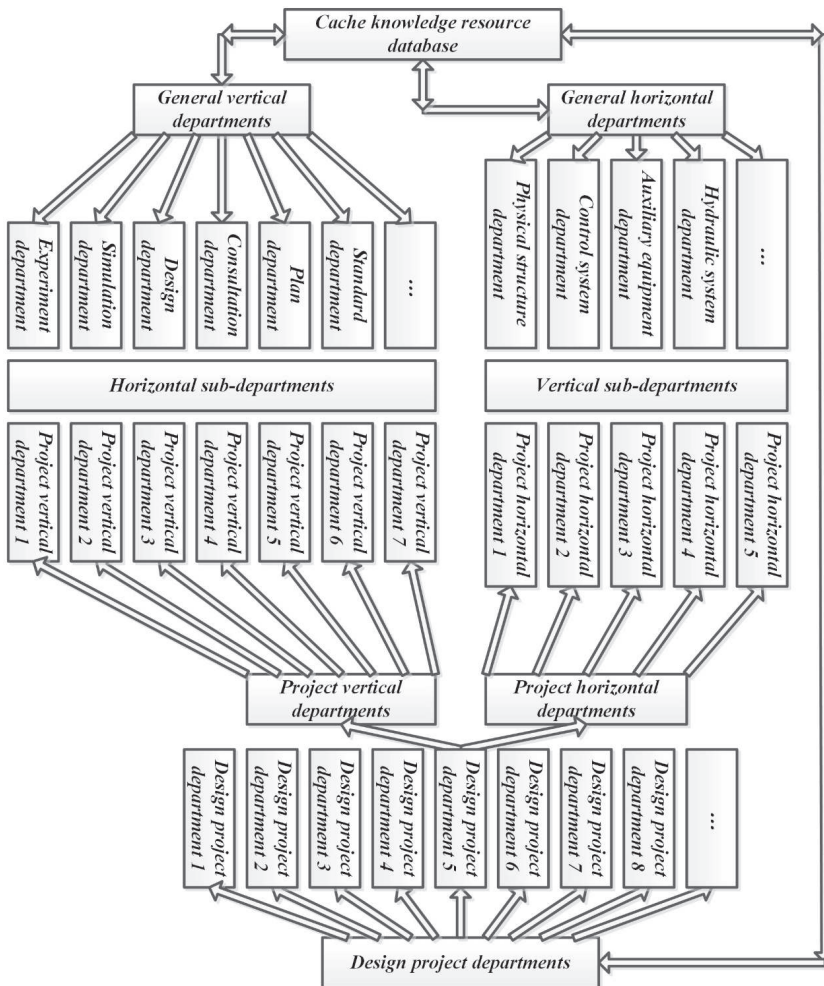 Cache knowledge resource
database
General vertical
departments
General horizontal
departments
Experiment
department
Simulation
department
Design
department
Consultation
department
Plan
department
Standard
department
...
Physical structure
department
Control system
department
Auxiliary equipment
department
Hydraulic system
department
...
Horizontal sub-departments
Vertical sub-departments
Project vertical
department 1
Project vertical
department 2
Project vertical
department 3
Project vertical
department 4
Project vertical
department 5
Project vertical
department 6
Project vertical
department 7
Project horizontal
department 1
Project horizontal
department 2
Project horizontal
department 3
Project horizontal
department 4
Project horizontal
department 5
Project vertical
departments
Project horizontal
departments
Design project
department 1
Design project
department 2
Design project
department 3
Design project
department 4
Design project
department 5
Design project
department 6
Design project
department 7
Design project
department 8
...
Design project departments